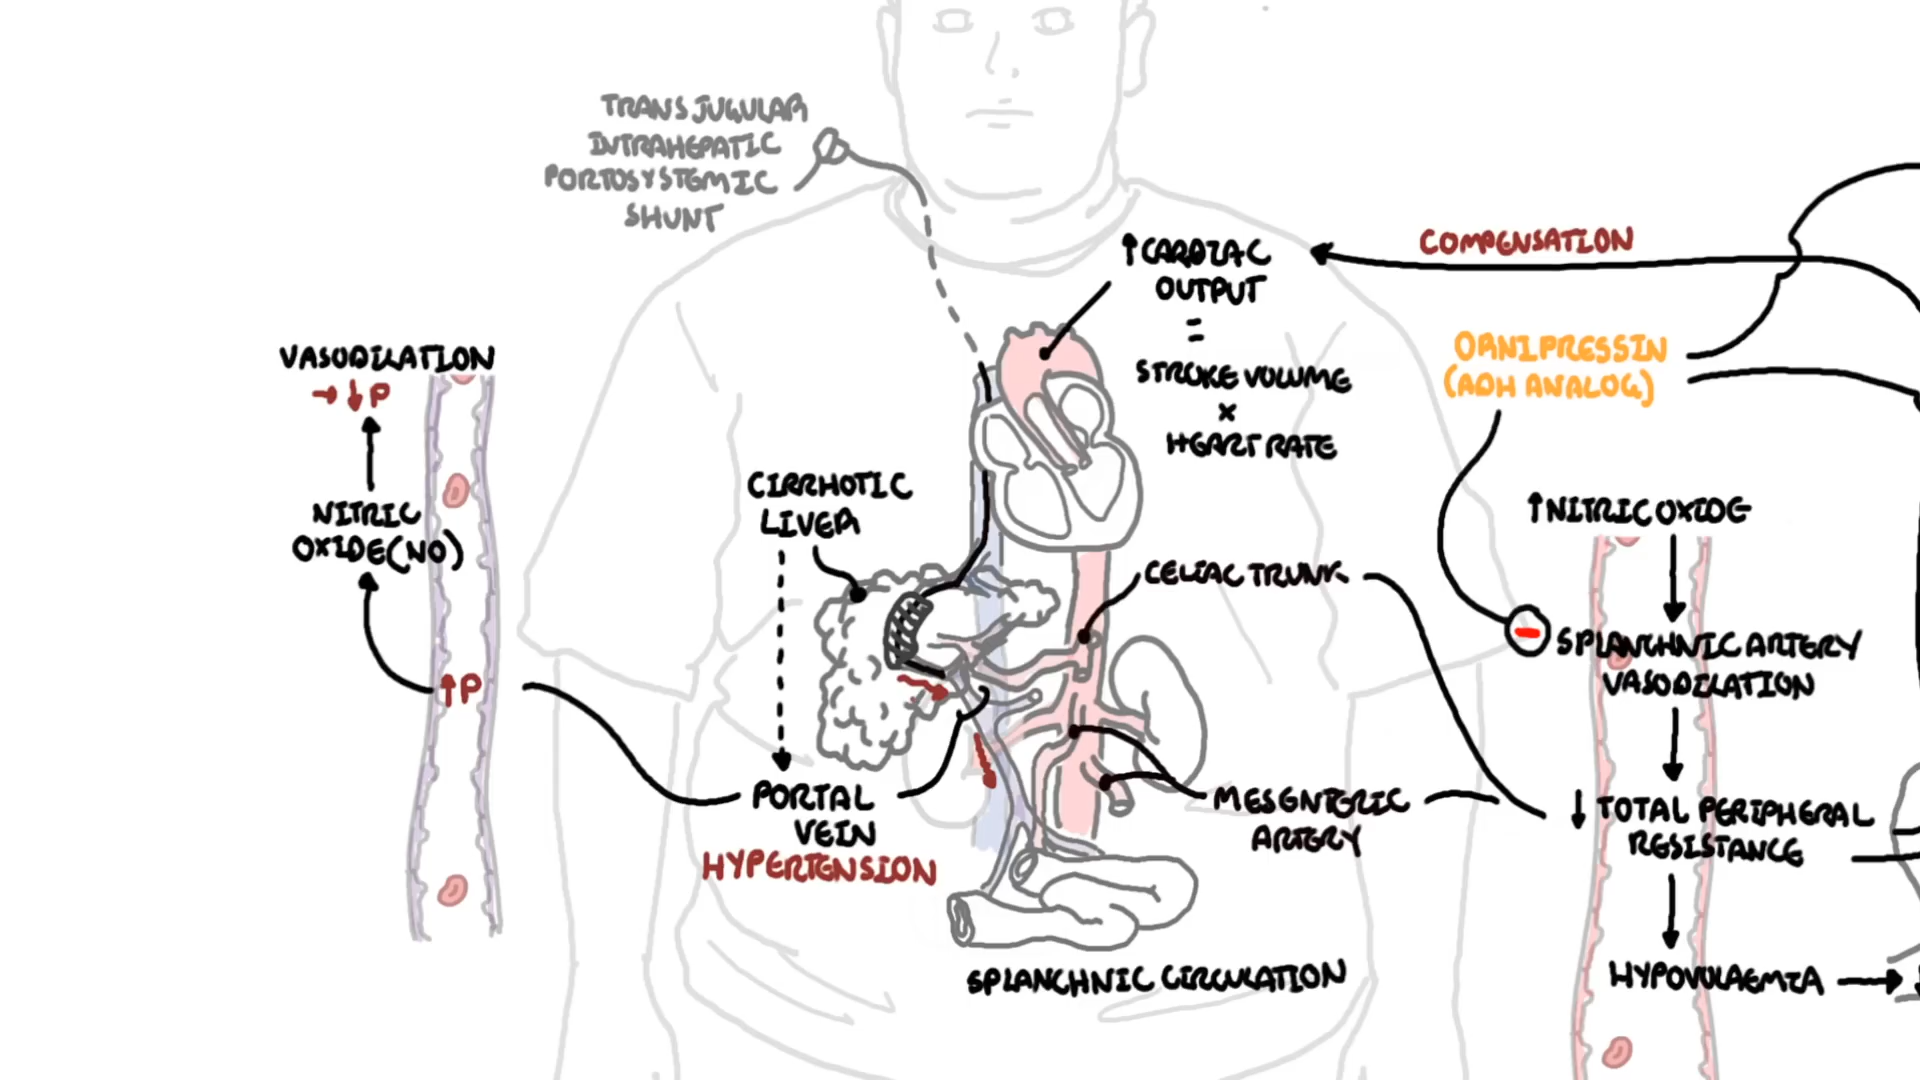 TRANSJUGULAR
INTRAHEPATIC
PORTOSYSTEMIC
SHUNT
↑CARDIAC
OUTPUT
=
STROKE VOLUME
x
HEART RATE
COMPENSATION
ORNIPRESSIN
(ADH ANALOG)
VASODILATION
→ ↓ P
NITRIC
OXIDE (NO)
↑P
CIRRHOTIC
LIVER
PORTAL
VEIN
HYPERTENSION
CELIAC TRUNK
MESENTERIC
ARTERY
SPLANCHNIC CIRCULATION
↑NITRIC OXIDE
SPLANCHNIC ARTERY
VASODILATION
↓ TOTAL PERIPHERAL
RESISTANCE
HYPOVOLAEMIA